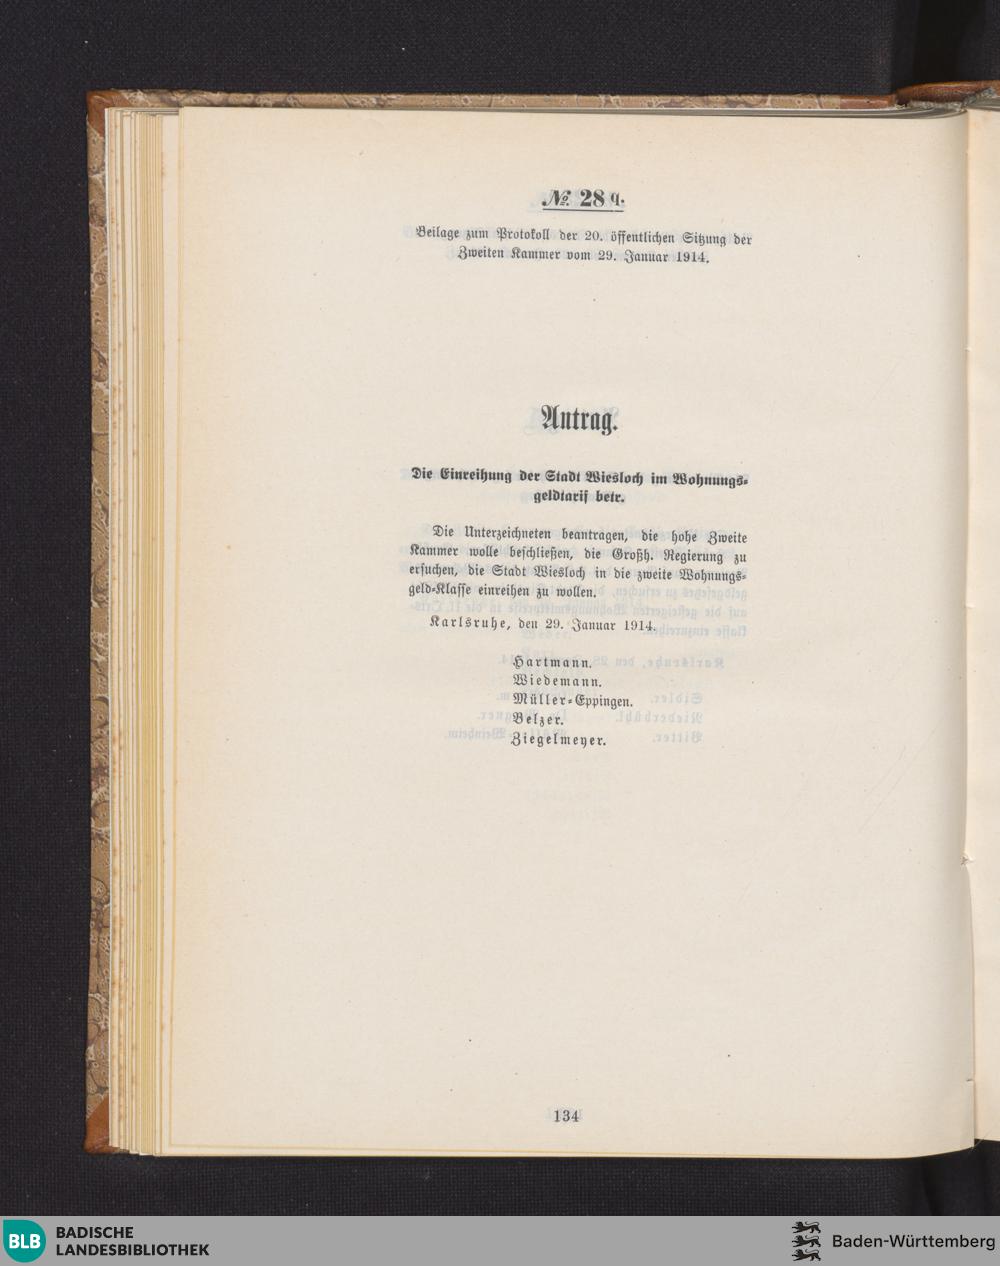 № 28 q.
Beilage zum Protokoll der 20. öffentlichen Sitzung der
Zweiten Kammer vom 29. Januar 1914.
Antrag.
Die Einreihung der Stadt Wiesloch im Wohnungs-
geldtarif betr.
Die Unterzeichneten beantragen, die hohe Zweite
Kammer wolle beschließen, die Großh. Regierung zu
ersuchen, die Stadt Wiesloch in die zweite Wohnungs-
geld-Klasse einreihen zu wollen.
Karlsruhe, den 29. Januar 1914.
Hartmann.
Wiedemann.
Müller-Eppingen.
Belzer.
Ziegelmeyer.
134
BLB BADISCHE
LANDESBIBLIOTHEK
Baden-Württemberg